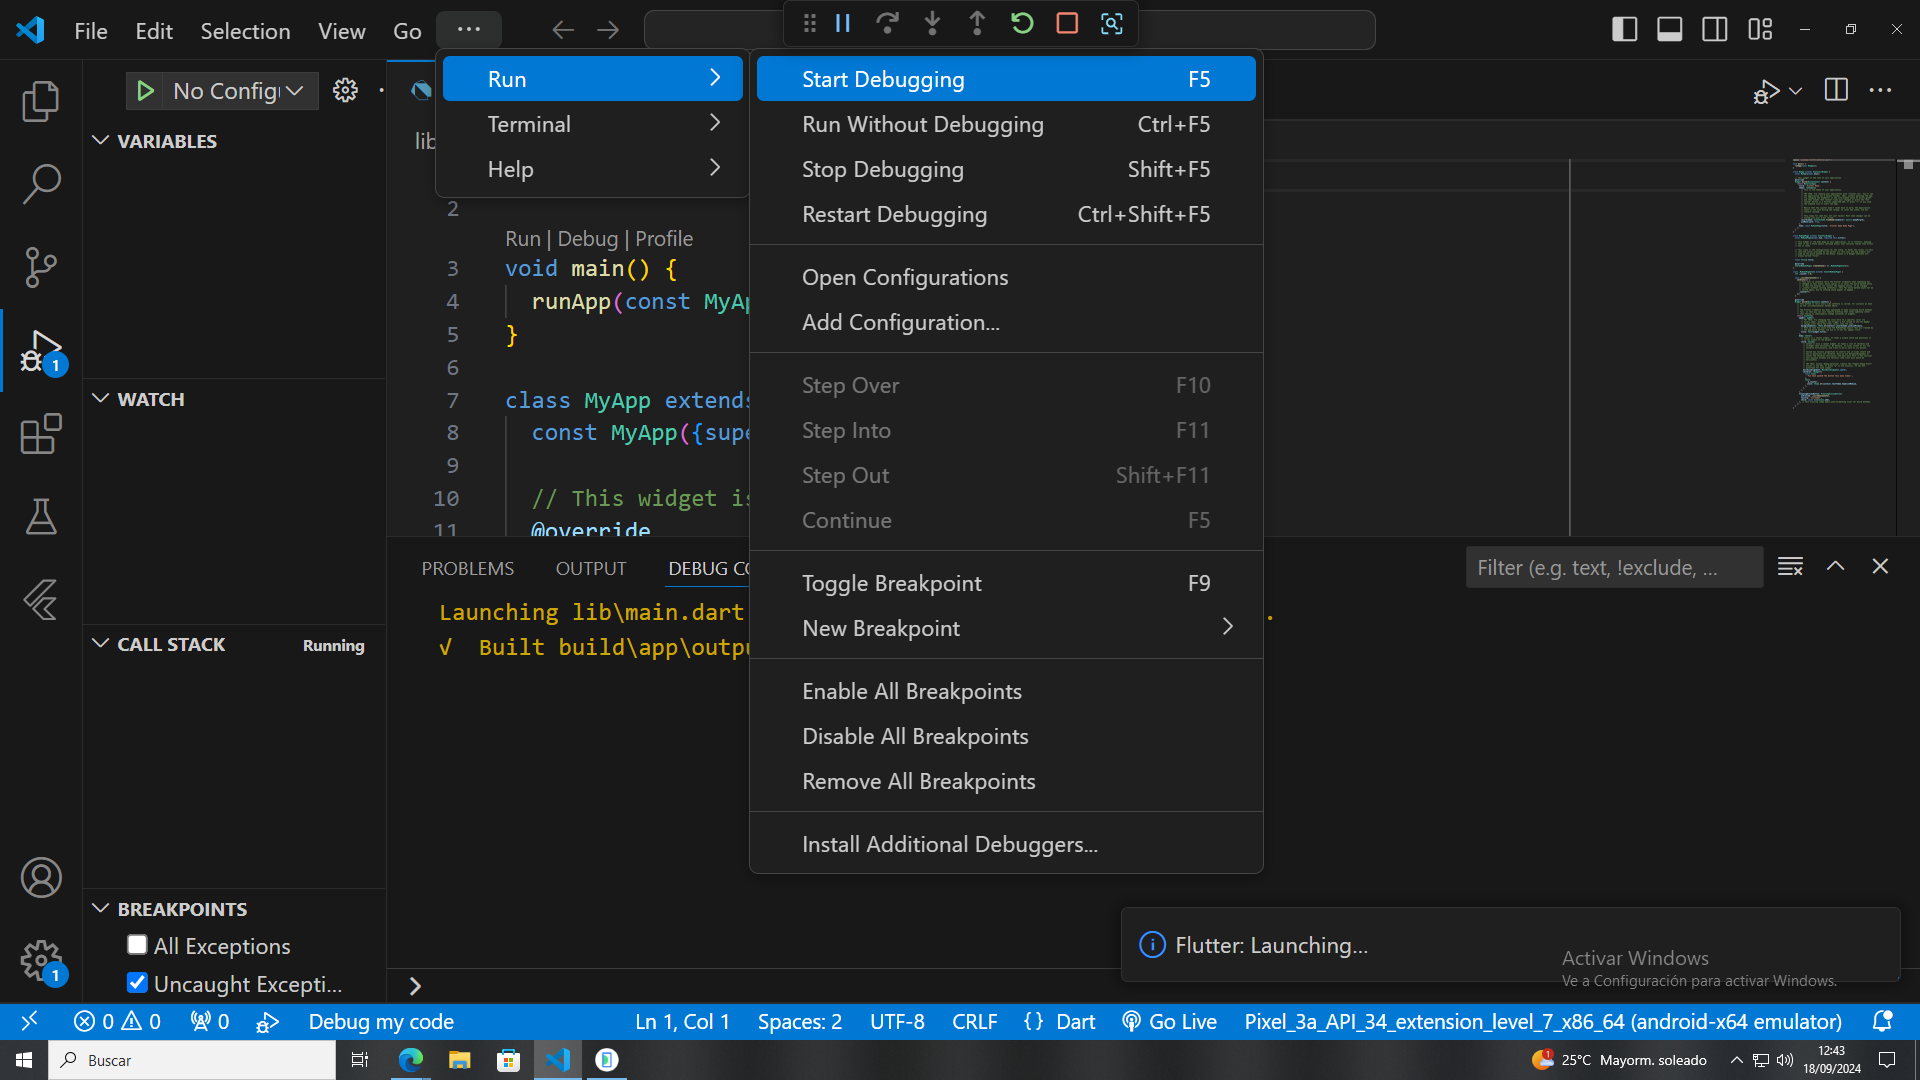 File Edit Selection View Go ...
No Config
VARIABLES
WATCH
CALL STACK Running
BREAKPOINTS
All Exceptions
Uncaught Excepti...
Run
Terminal
Help
Start Debugging F5
Run Without Debugging Ctrl+F5
Stop Debugging Shift+F5
Restart Debugging Ctrl+Shift+F5
Open Configurations
Add Configuration...
Step Over F10
Step Into F11
Step Out Shift+F11
Continue F5
Toggle Breakpoint F9
New Breakpoint
Enable All Breakpoints
Disable All Breakpoints
Remove All Breakpoints
Install Additional Debuggers...
lib
2
Run | Debug | Profile
3 void main() {
4 runApp(const MyAp
5 }
6
7 class MyApp extends
8 const MyApp({supe
9
10 // This widget is
11 @override
PROBLEMS OUTPUT DEBUG CO
Filter (e.g. text, !exclude, ...
Launching lib\main.dart .
√ Built build\app\outpu
Flutter: Launching...
Activar Windows
Ve a Configuración para activar Windows.
1
1
0 0 0 Debug my code Ln 1, Col 1 Spaces: 2 UTF-8 CRLF {} Dart Go Live Pixel_3a_API_34_extension_level_7_x86_64 (android-x64 emulator)
Buscar
1 25°C Mayorm. soleado
12:43
18/09/2024